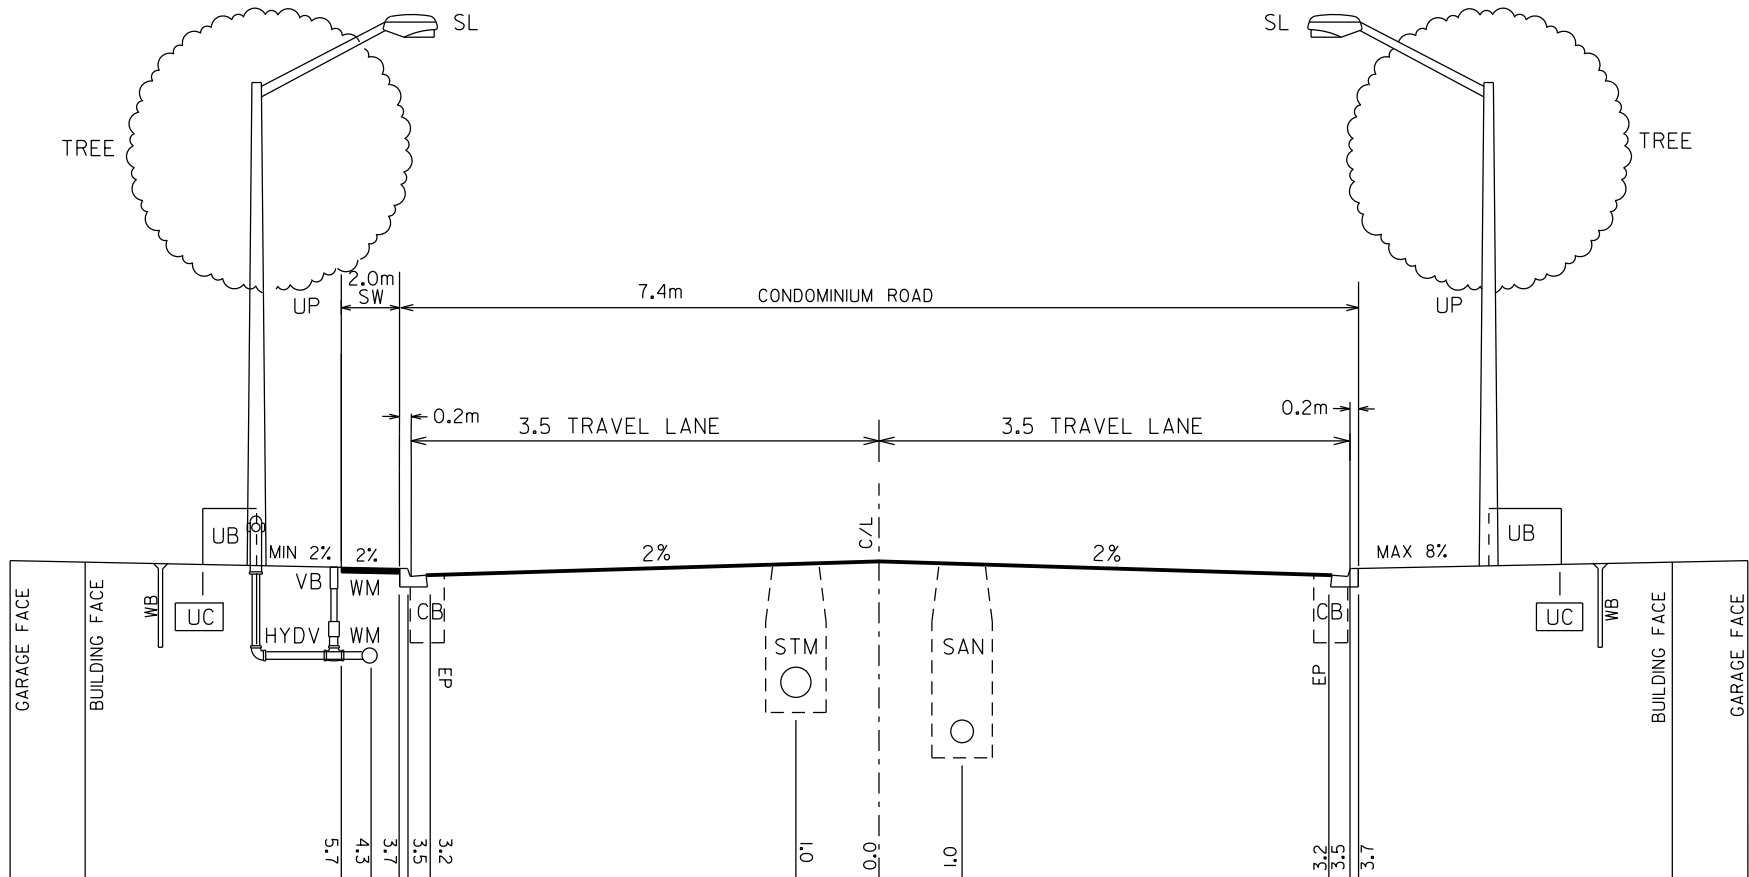 SL
SL
TREE
TREE
2.0m
SW
UP
7.4m
CONDOMINIUM ROAD
UP
0.2m
3.5 TRAVEL LANE
3.5 TRAVEL LANE
0.2m
C/L
UB
MIN 2%
2%
2%
2%
MAX 8%
UB
VB
WM
WB
UC
HYDV
WM
CB
STM
SAN
CB
UC
WB
EP
EP
GARAGE FACE
BUILDING FACE
BUILDING FACE
GARAGE FACE
5.7
4.3
3.7
3.5
3.2
1.0
0.0
1.0
3.2
3.5
3.7